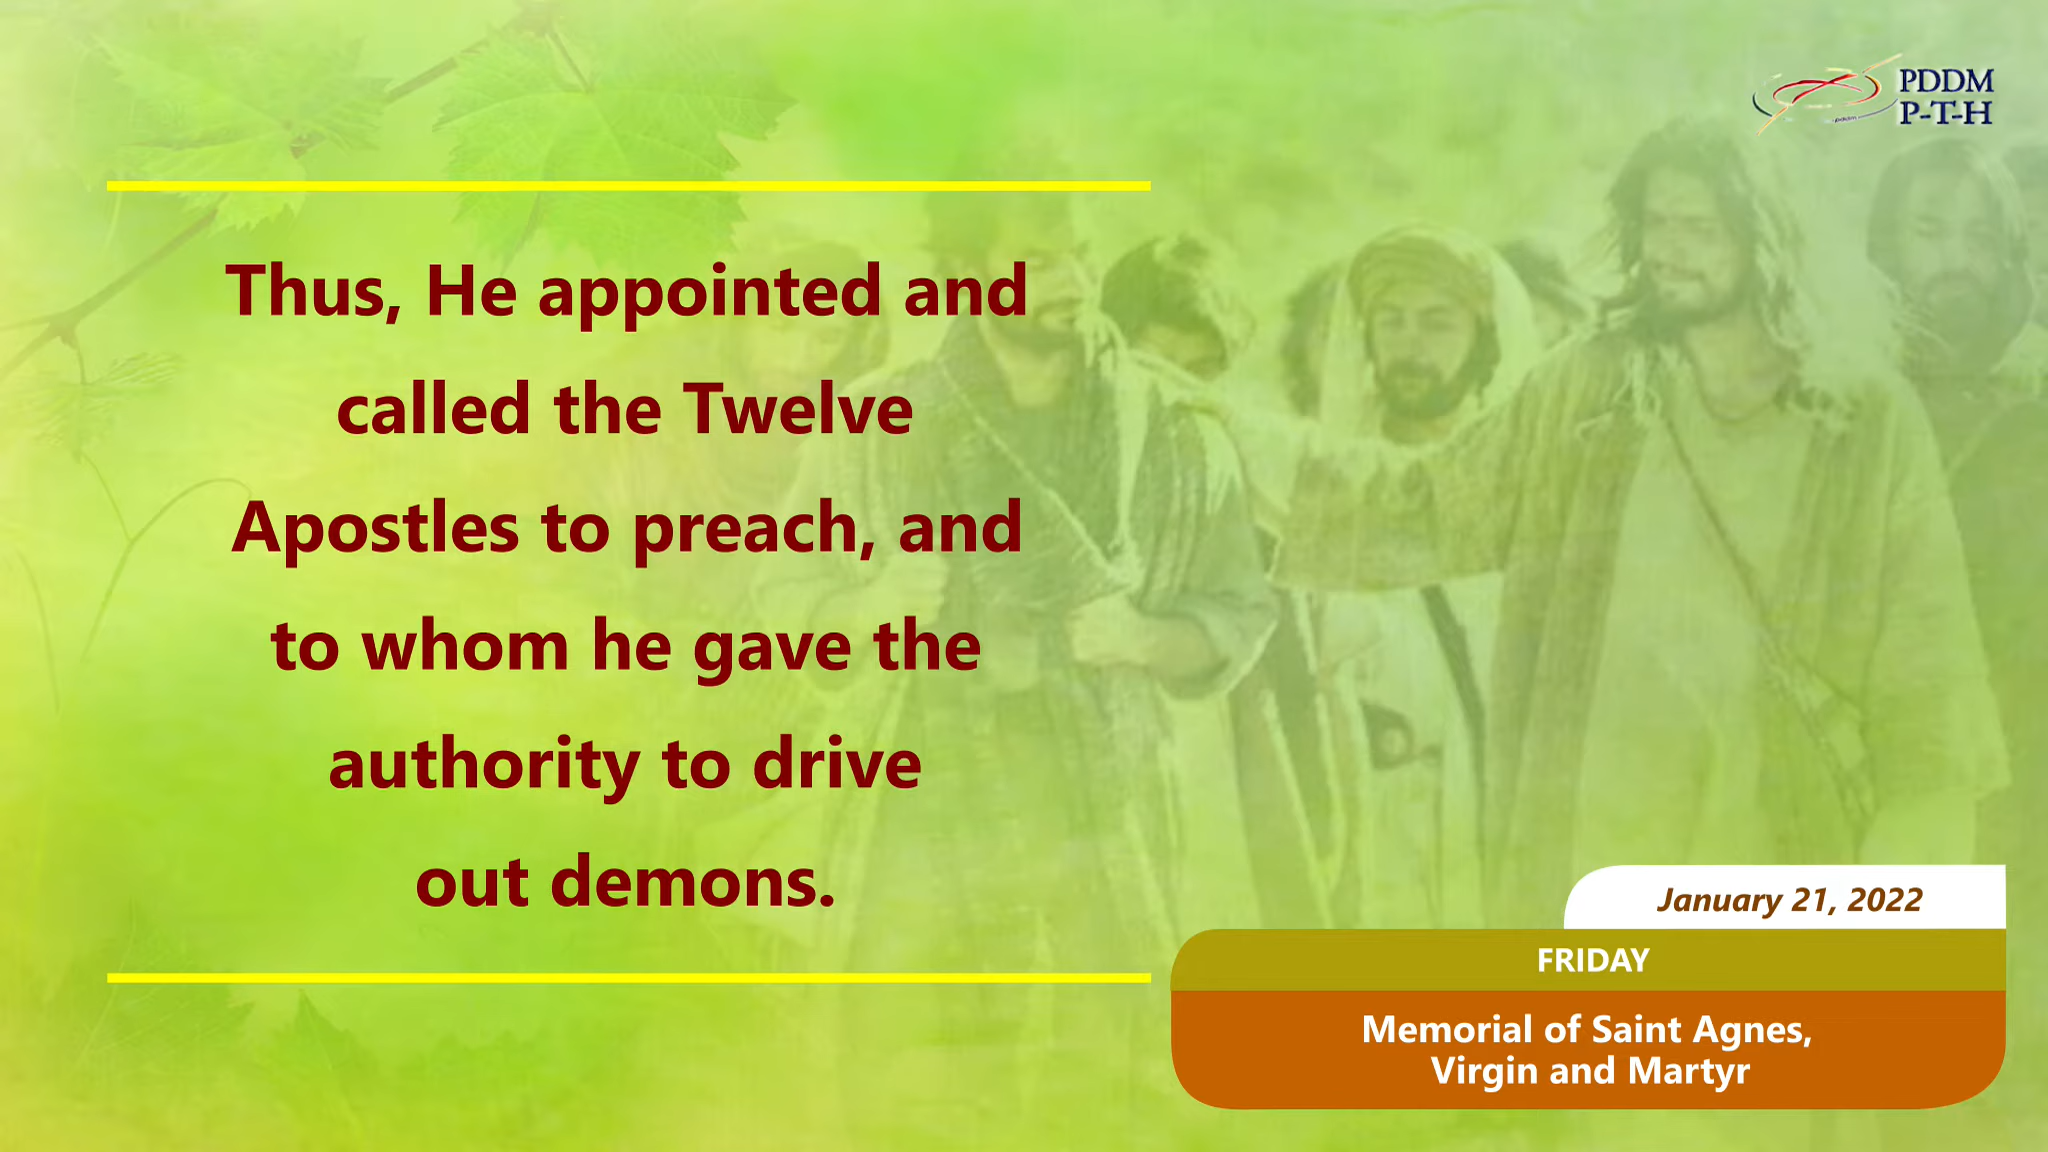 PDDM
P-T-H
Thus, He appointed and
called the Twelve
Apostles to preach, and
to whom he gave the
authority to drive
out demons.
January 21, 2022
FRIDAY
Memorial of Saint Agnes,
Virgin and Martyr